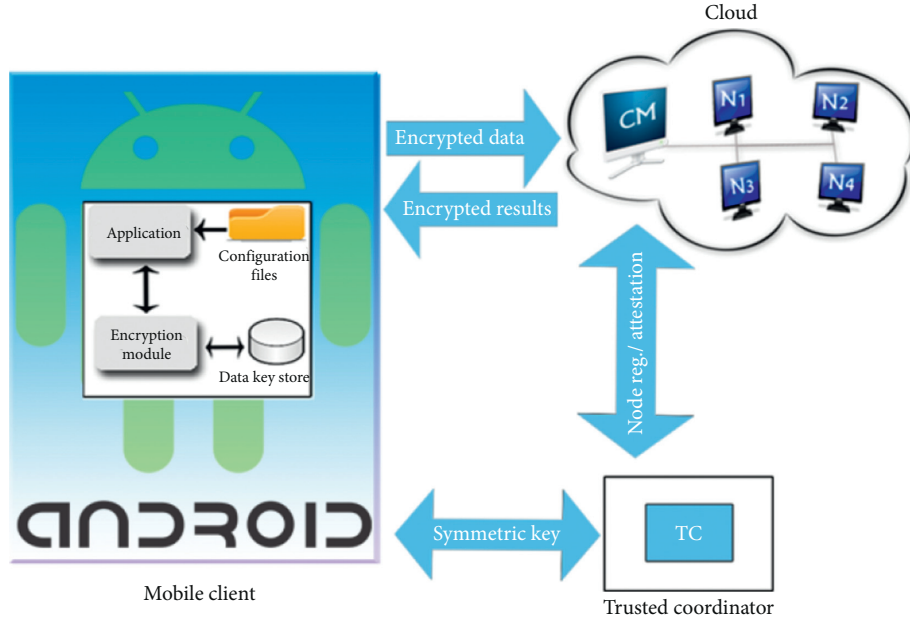 Cloud
CM
N1
N2
N3
N4
Encrypted data
Encrypted results
Application
Configuration
files
Encryption
module
Data key store
Node reg./ attestation
ANDROID
Symmetric key
TC
Mobile client
Trusted coordinator